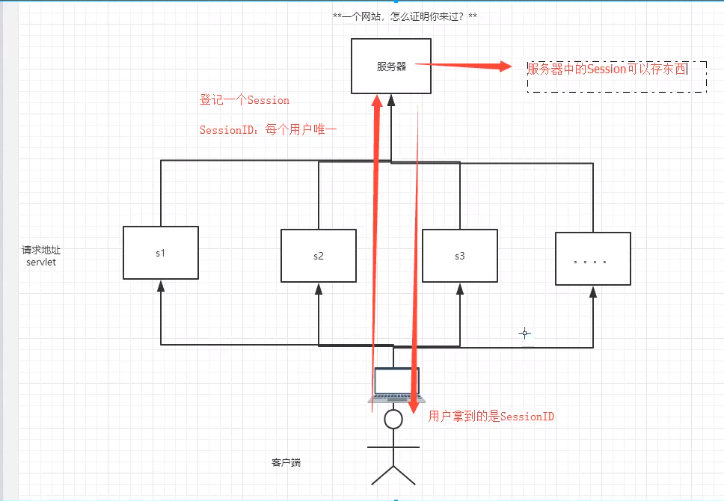 **一个网站，怎么证明你来过？**
服务器
服务器中的Session可以存东西
登记一个Session
SessionID：每个用户唯一
请求地址
servlet
s1
s2
s3
....
用户拿到的是SessionID
客户端